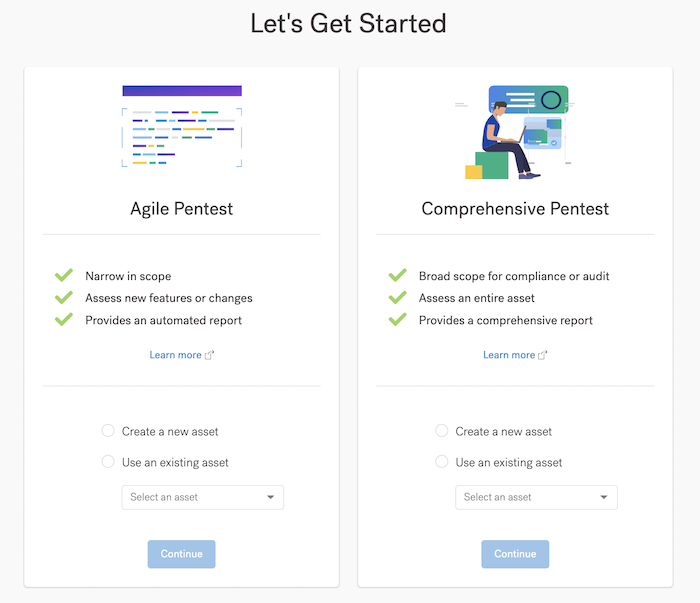 Let's Get Started
Agile Pentest
Narrow in scope
Assess new features or changes
Provides an automated report
Learn more
Create a new asset
Use an existing asset
Select an asset
Continue
Comprehensive Pentest
Broad scope for compliance or audit
Assess an entire asset
Provides a comprehensive report
Learn more
Create a new asset
Use an existing asset
Select an asset
Continue